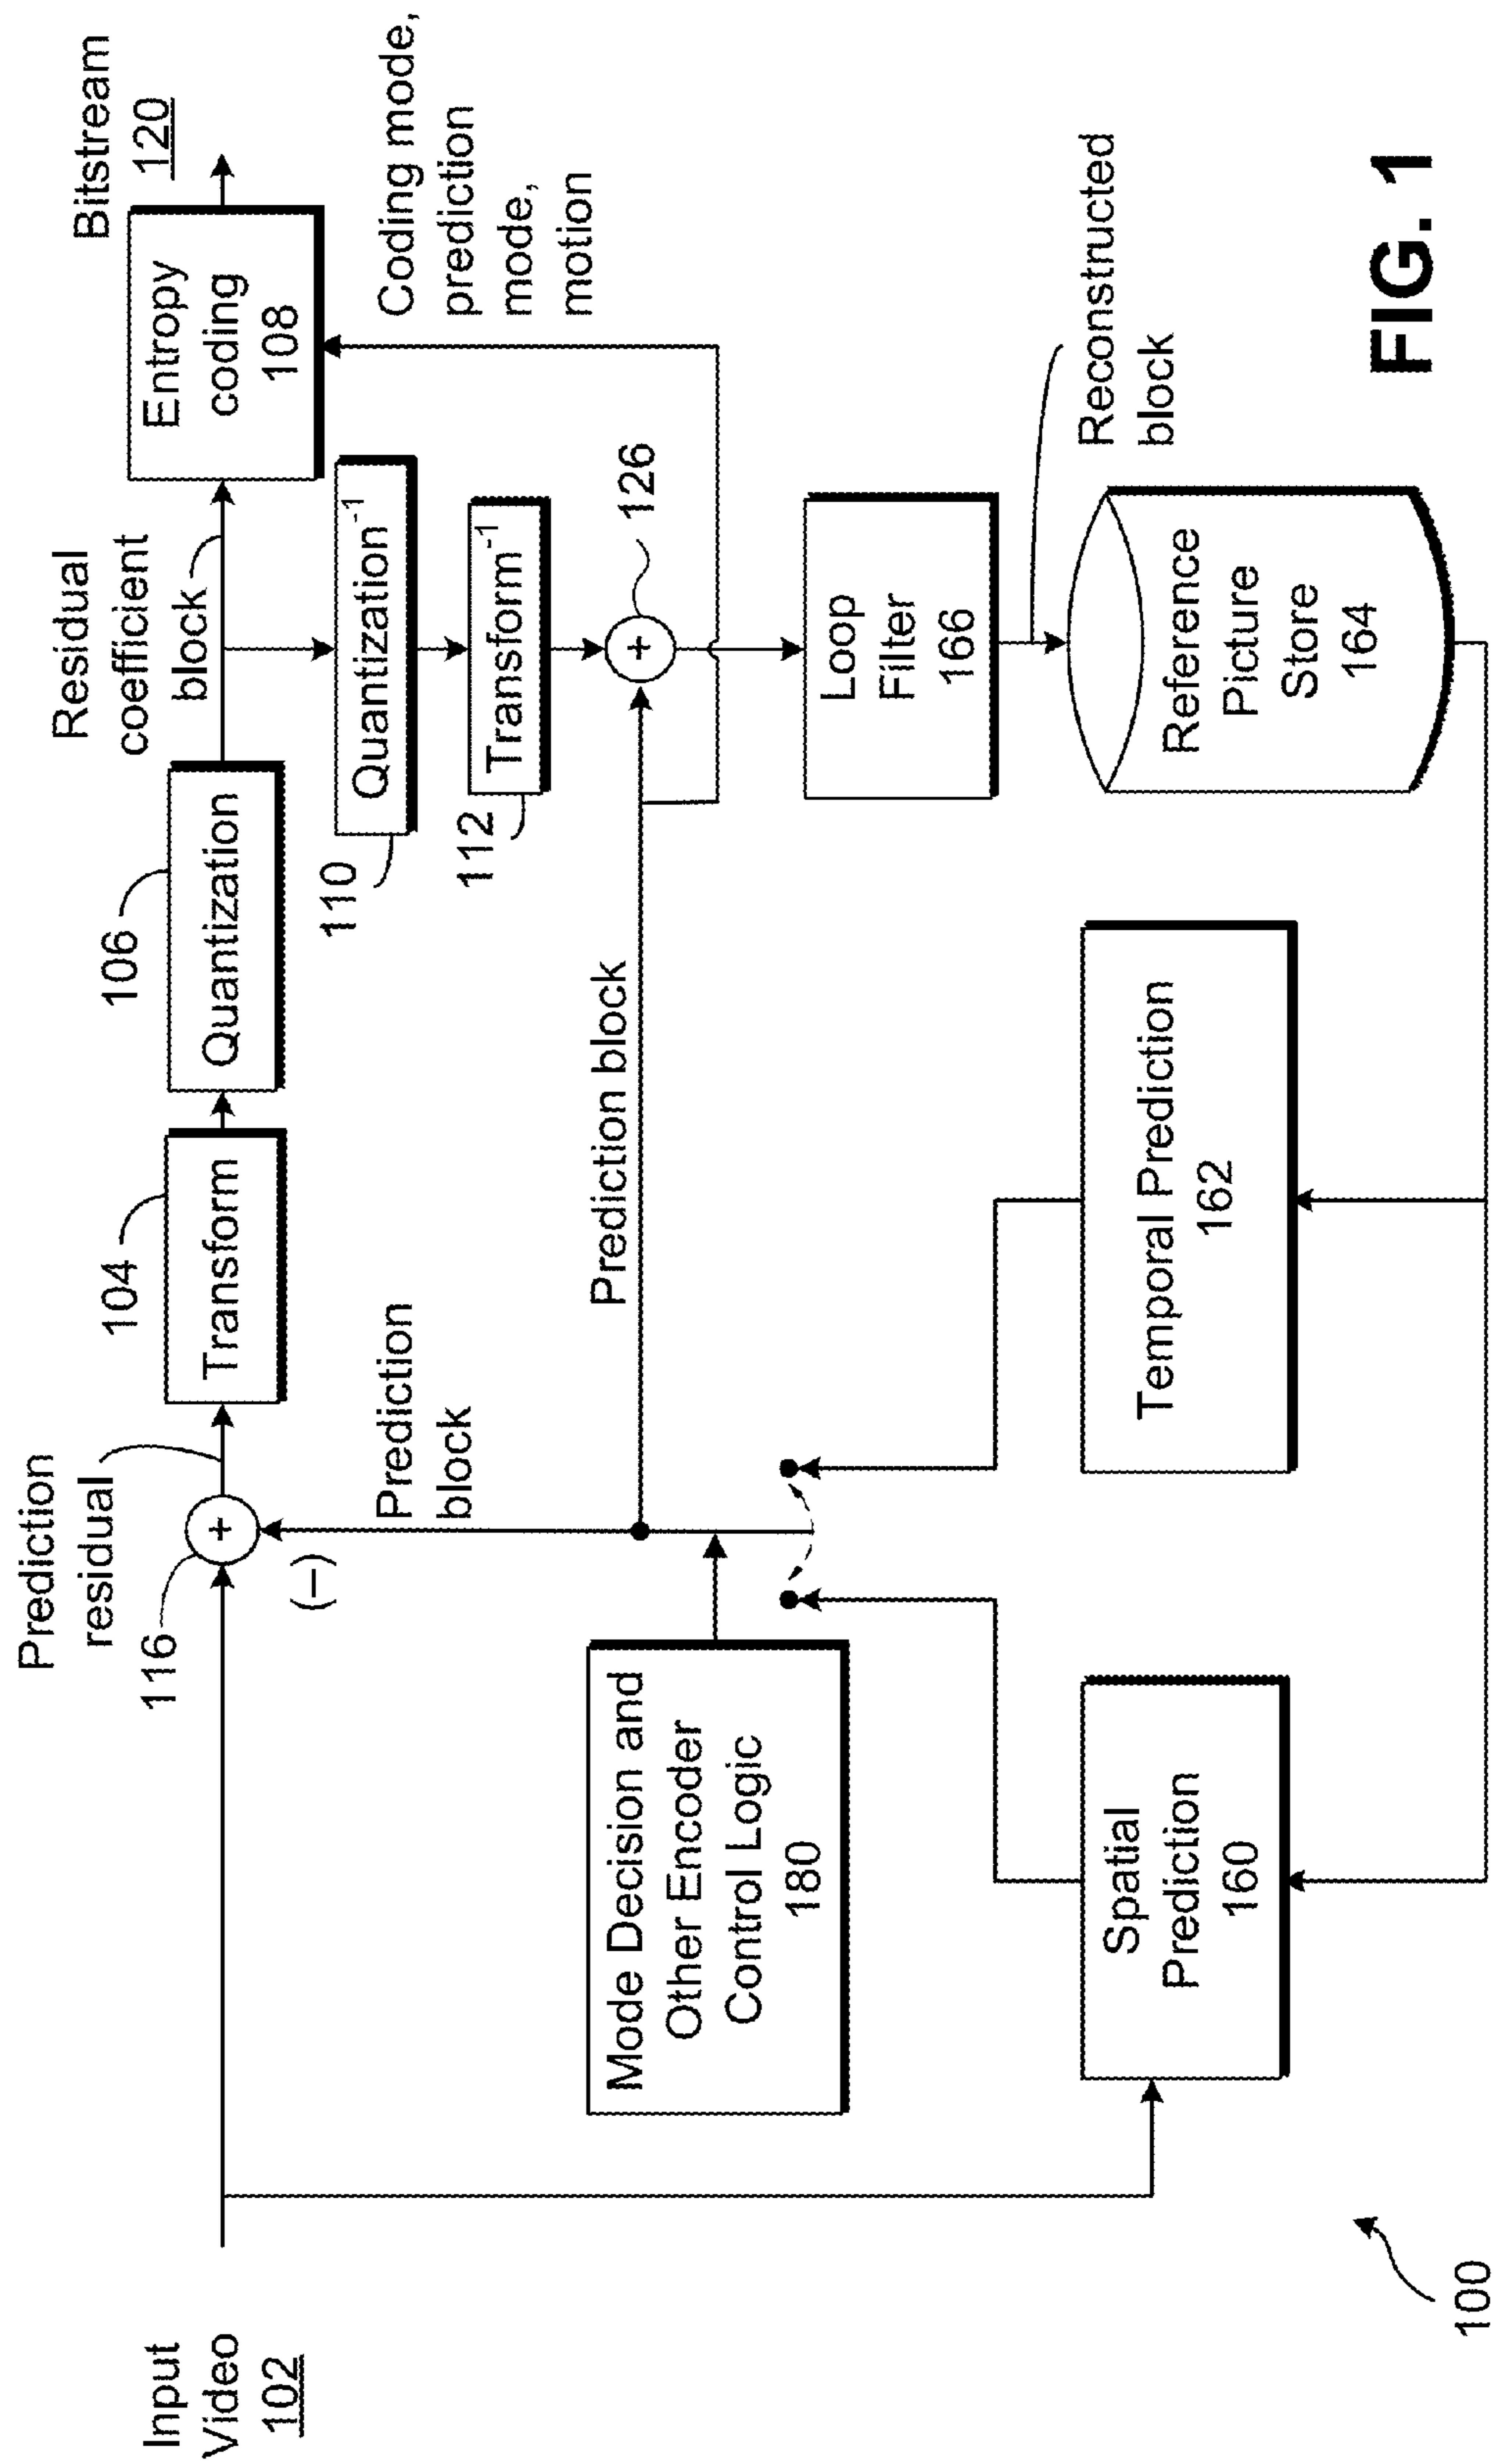 Input
Video
102
Prediction
residual
116
(–)
104
Transform
106
Quantization
Residual
coefficient
block
Entropy
coding
108
Bitstream
120
Prediction
block
110
Quantization-1
112
Transform-1
Coding mode,
prediction
mode,
motion
Prediction block
126
Mode Decision and
Other Encoder
Control Logic
180
Loop
Filter
166
Spatial
Prediction
160
Temporal Prediction
162
Reference
Picture
Store
164
Reconstructed
block
100
FIG. 1
+
+